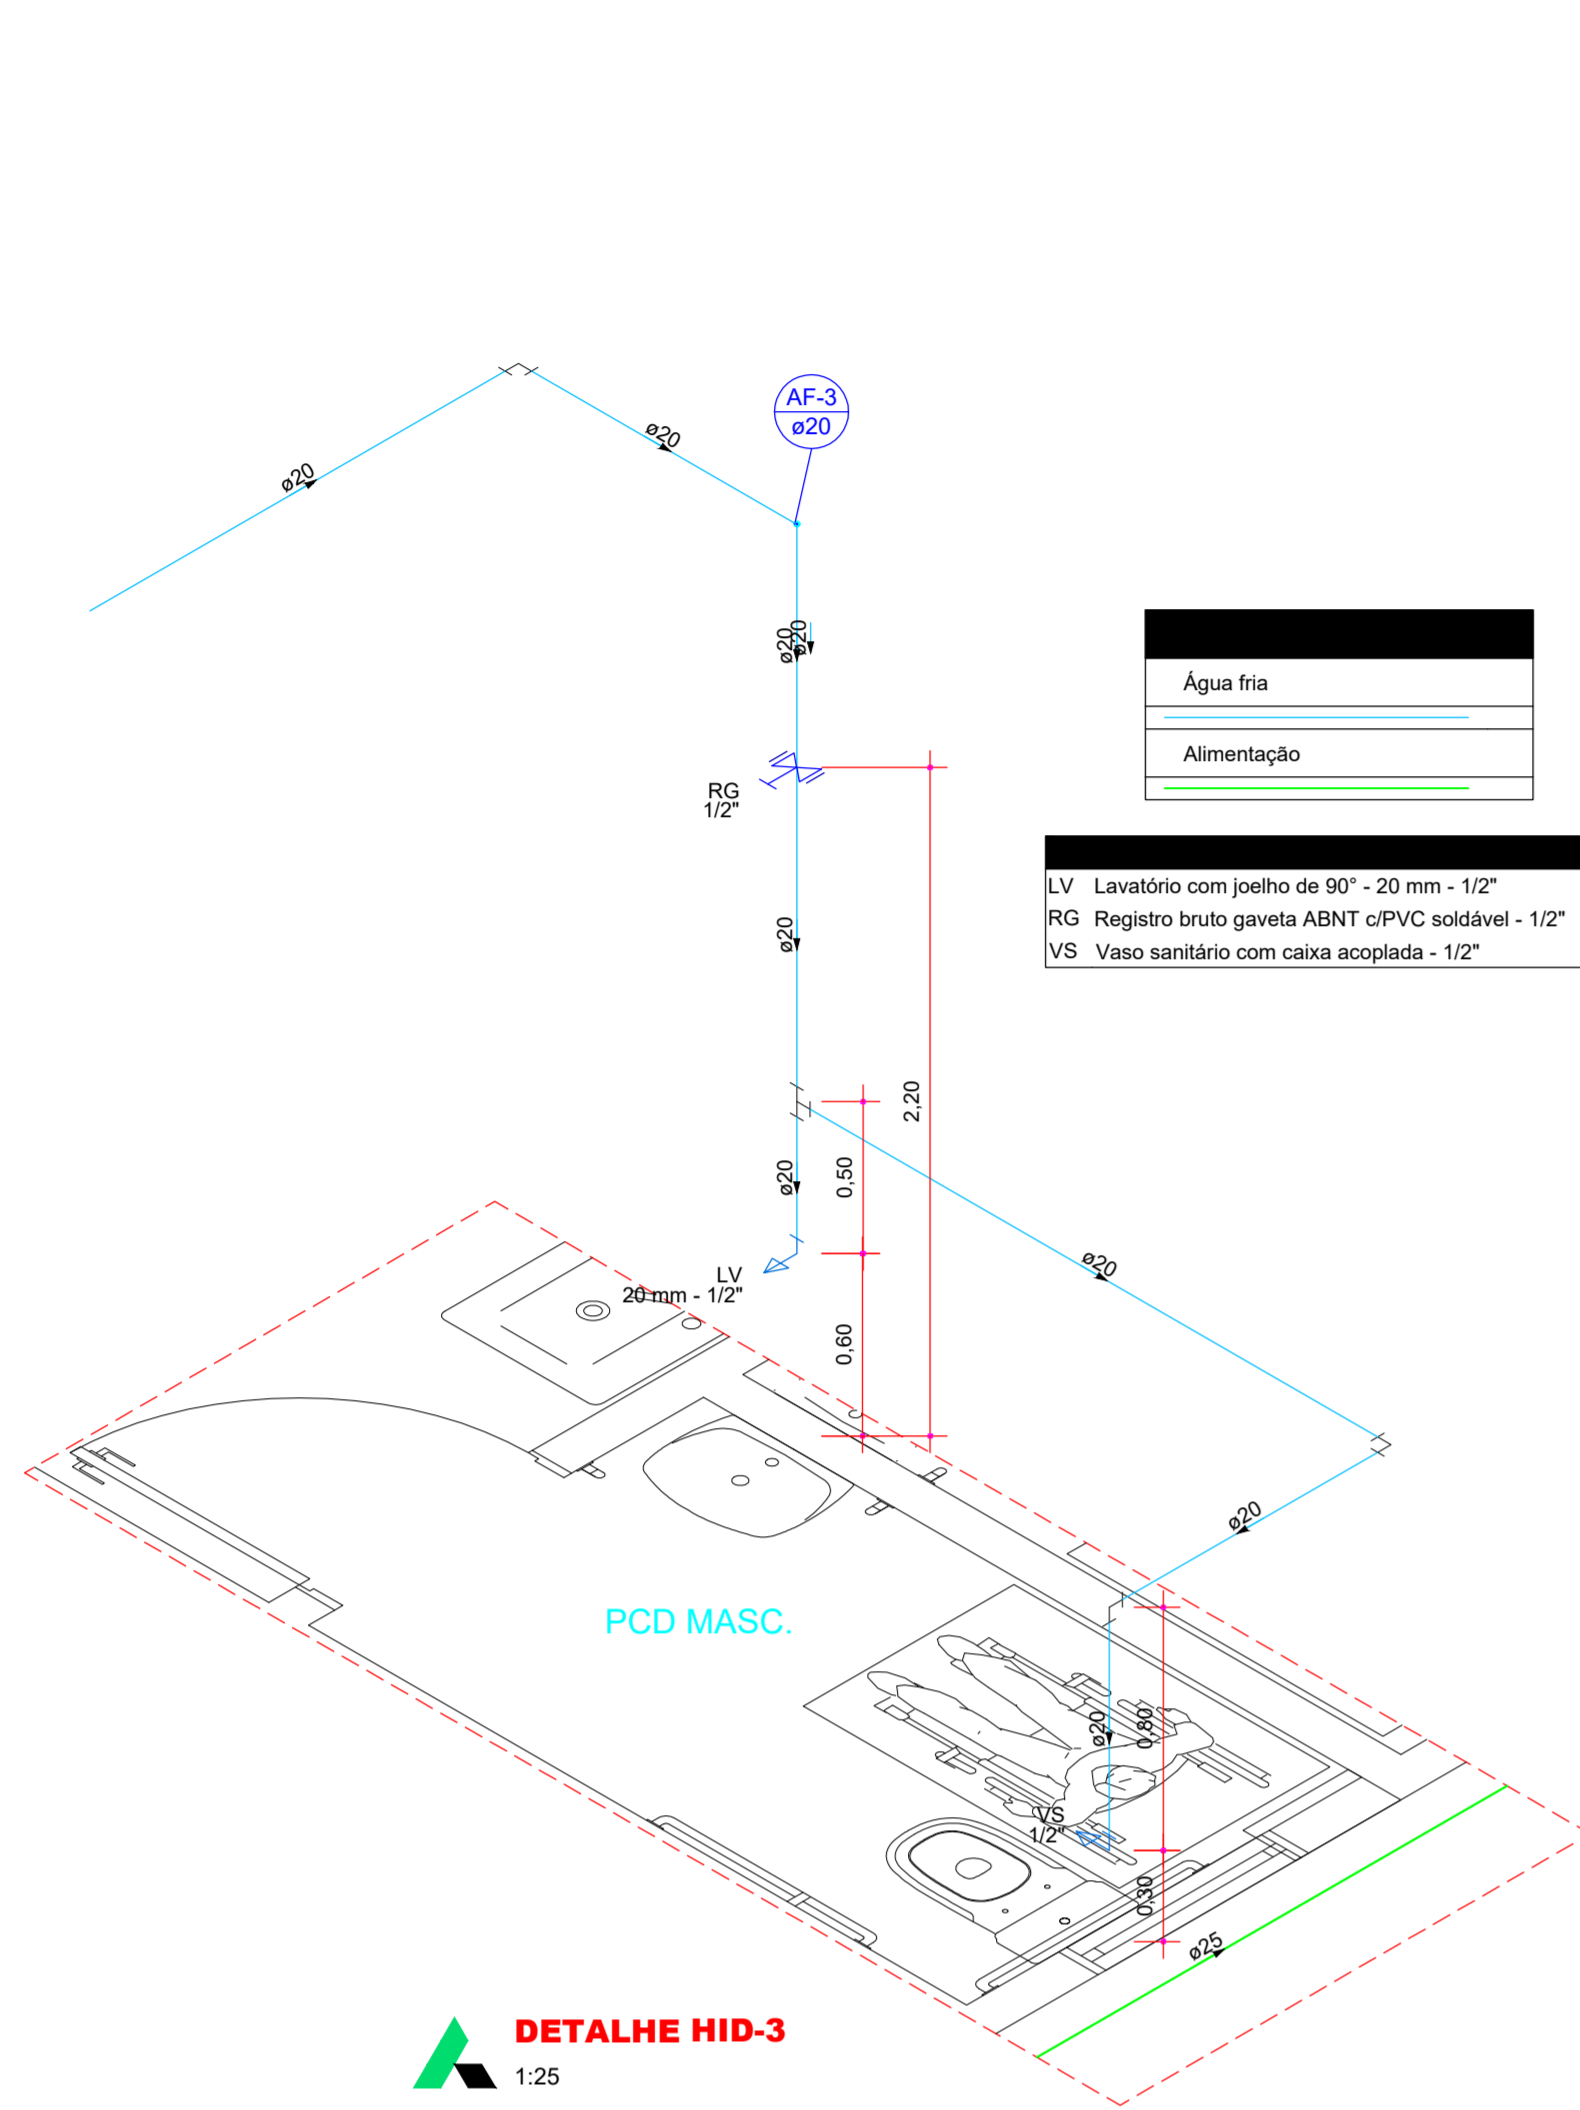 AF-3
ø20
ø20
ø20
ø20
ø20
Água fria
Alimentação
RG
1/2"
LV Lavatório com joelho de 90° - 20 mm - 1/2"
RG Registro bruto gaveta ABNT c/PVC soldável - 1/2"
VS Vaso sanitário com caixa acoplada - 1/2"
ø20
2,20
0,50
ø20
ø20
LV
20 mm - 1/2"
0,60
ø20
PCD MASC.
ø20
0,80
VS
1/2"
0,30
ø25
DETALHE HID-3
1:25